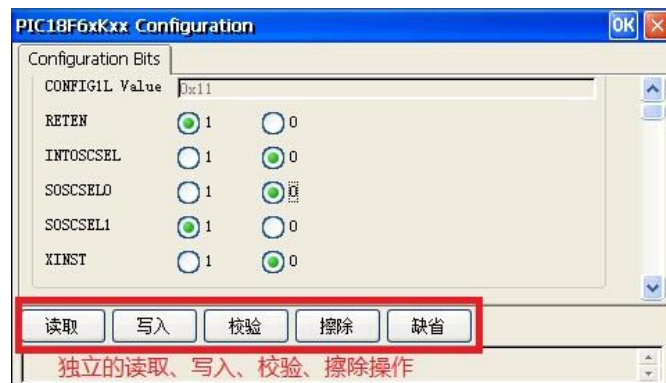 PIC18F6xKxx Configuration OK ×
Configuration Bits
CONFIG1L Value 0x11
RETEN 1 0
INTOSCSEL 1 0
SOSCSEL0 1 0
SOSCSEL1 1 0
XINST 1 0
读取 写入 校验 擦除 缺省
独立的读取、写入、校验、擦除操作